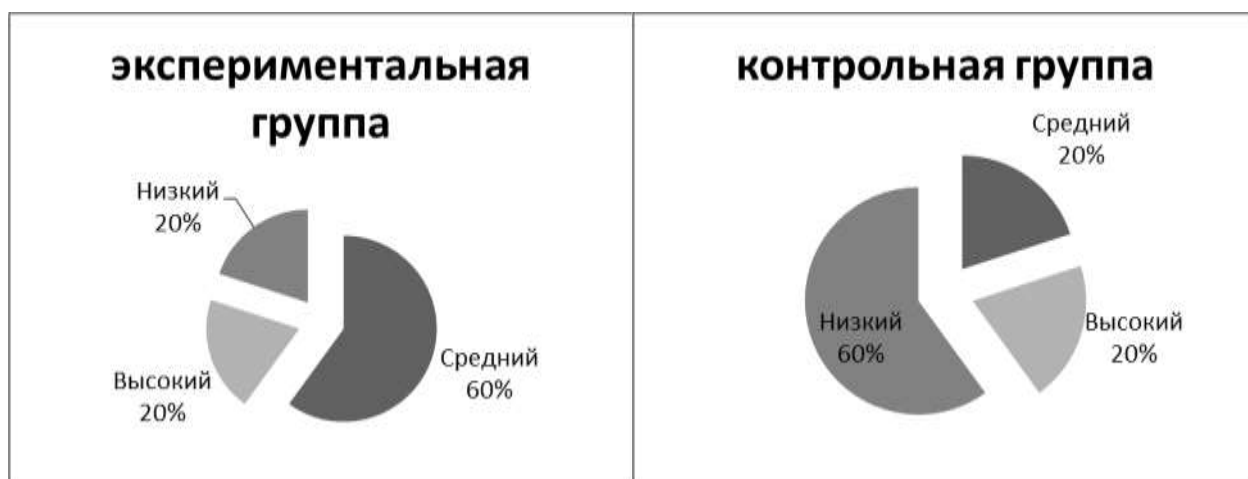 экспериментальная
группа
Низкий
20%
Высокий
20%
Средний
60%
контрольная группа
Средний
20%
Низкий
60%
Высокий
20%